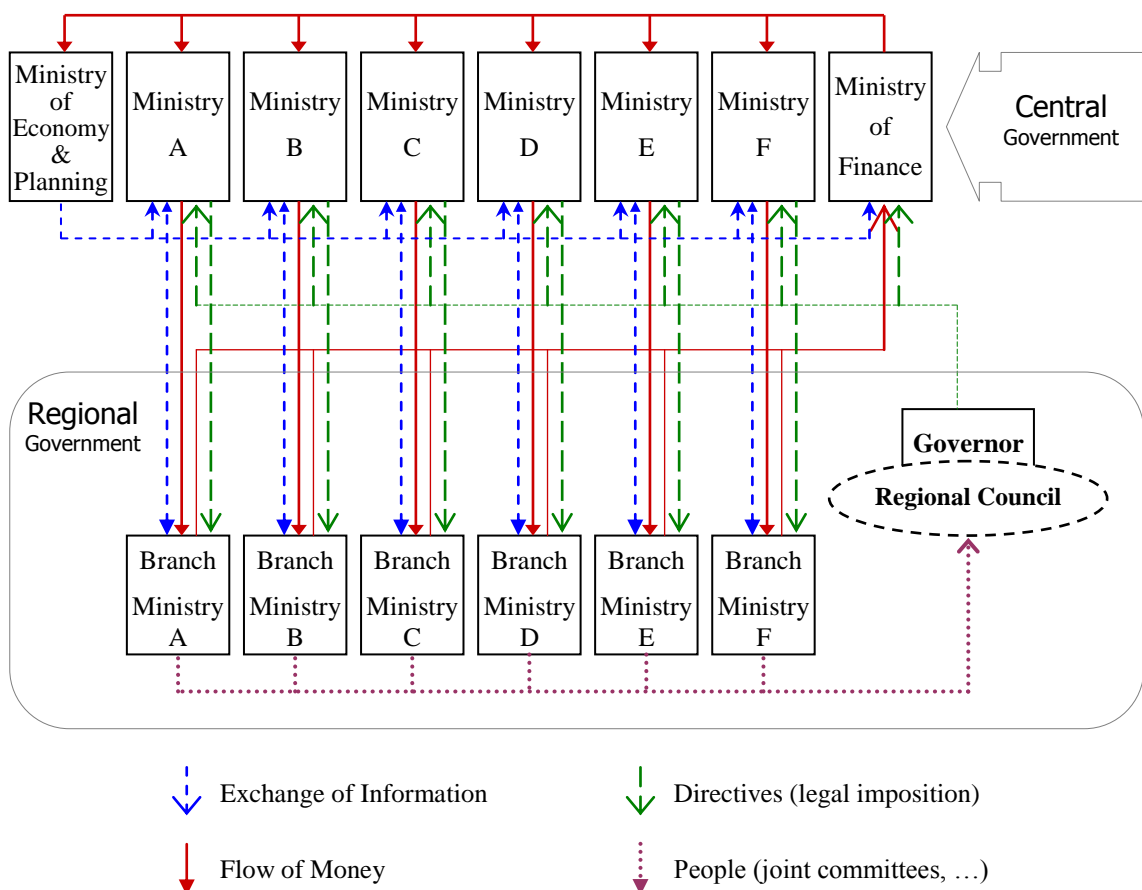 Ministry
of
Economy
&
Planning
Ministry
A
Ministry
B
Ministry
C
Ministry
D
Ministry
E
Ministry
F
Ministry
of
Finance
Central
Government
Regional
Government
Governor
Regional Council
Branch
Ministry
A
Branch
Ministry
B
Branch
Ministry
C
Branch
Ministry
D
Branch
Ministry
E
Branch
Ministry
F
Exchange of Information
Directives (legal imposition)
Flow of Money
People (joint committees, …)